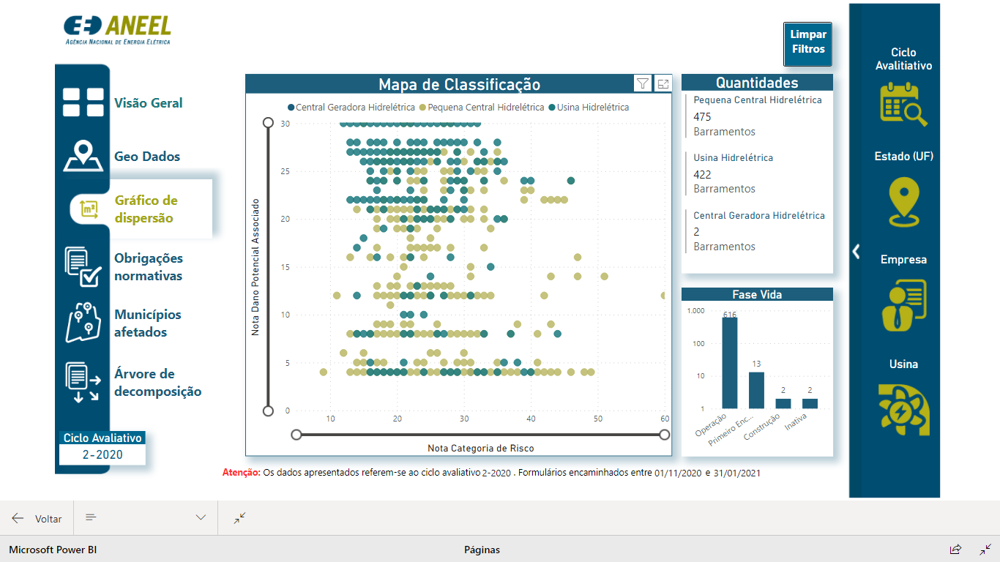 ANEEL
AGÊNCIA NACIONAL DE ENERGIA ELÉTRICA
Visão Geral
Geo Dados
Gráfico de
dispersão
m³
Obrigações
normativas
Municípios
afetados
Árvore de
decomposição
Ciclo Avaliativo
2-2020
Limpar
Filtros
Mapa de Classificação
Central Geradora Hidrelétrica Pequena Central Hidrelétrica Usina Hidrelétrica
Nota Dano Potencial Associado
30
25
20
15
10
5
0
10 20 30 40 50 60
Nota Categoria de Risco
Quantidades
Pequena Central Hidrelétrica
475
Barramentos
Usina Hidrelétrica
422
Barramentos
Central Geradora Hidrelétrica
2
Barramentos
Fase Vida
1.000
100
10
1
616
13
2
2
Operação
Primeiro Enc...
Construção
Inativa
Atenção: Os dados apresentados referem-se ao ciclo avaliativo 2-2020 . Formulários encaminhados entre 01/11/2020 e 31/01/2021
Ciclo
Avalitiativo
Estado (UF)
Empresa
Usina
Voltar
Microsoft Power BI
Páginas